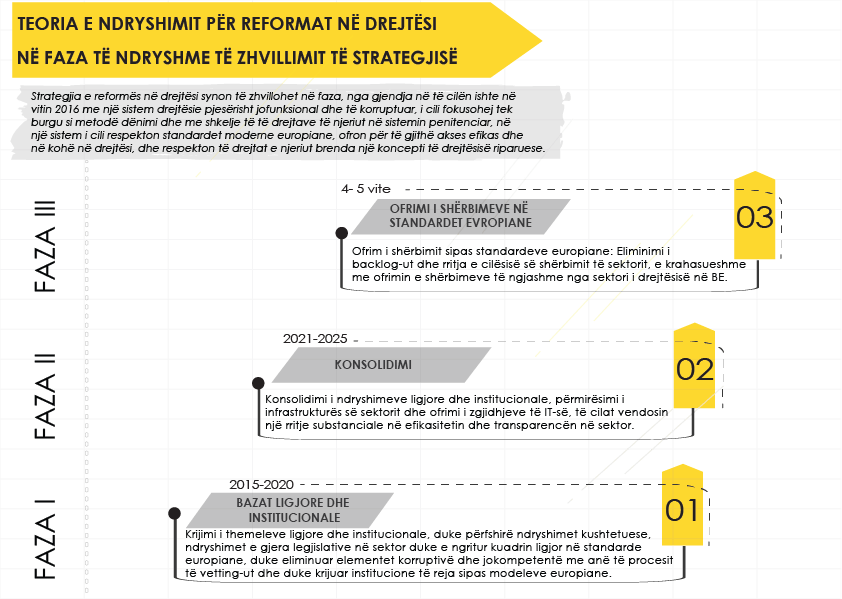 TEORIA E NDRYSHIMIT PËR REFORMAT NË DREJTËSI
NË FAZA TË NDRYSHME TË ZHVILLIMIT TË STRATEGJISË
Strategjia e reformës në drejtësi synon të zhvillohet në faza, nga gjendja në të cilën ishte në
vitin 2016 me një sistem drejtësie pjesërisht jofunksional dhe të korruptuar, i cili fokusohej tek
burgu si metodë dënimi dhe me shkelje të të drejtave të njeriut në sistemin penitenciar, në
një sistem i cili respekton standardet moderne europiane, ofron për të gjithë akses efikas dhe
në kohë në drejtësi, dhe respekton të drejtat e njeriut brenda një koncepti të drejtësisë riparuese.
FAZA III
4- 5 vite
03
OFRIMI I SHËRBIMEVE NË
STANDARDET EVROPIANE
Ofrim i shërbimit sipas standardeve europiane: Eliminimi i
backlog-ut dhe rritja e cilësisë së shërbimit të sektorit, e krahasueshme
me ofrimin e shërbimeve të ngjashme nga sektori i drejtësisë në BE.
FAZA II
2021-2025
02
KONSOLIDIMI
Konsolidimi i ndryshimeve ligjore dhe institucionale, përmirësimi i
infrastrukturës së sektorit dhe ofrimi i zgjidhjeve të IT-së, të cilat vendosin
një rritje substanciale në efikasitetin dhe transparencën në sektor.
FAZA I
2015-2020
01
BAZAT LIGJORE DHE
INSTITUCIONALE
Krijimi i themeleve ligjore dhe institucionale, duke përfshirë ndryshimet kushtetuese,
ndryshimet e gjera legjislative në sektor duke e ngritur kuadrin ligjor në standarde
europiane, duke eliminuar elementet korruptivë dhe jokompetentë me anë të procesit
të vetting-ut dhe duke krijuar institucione të reja sipas modeleve europiane.